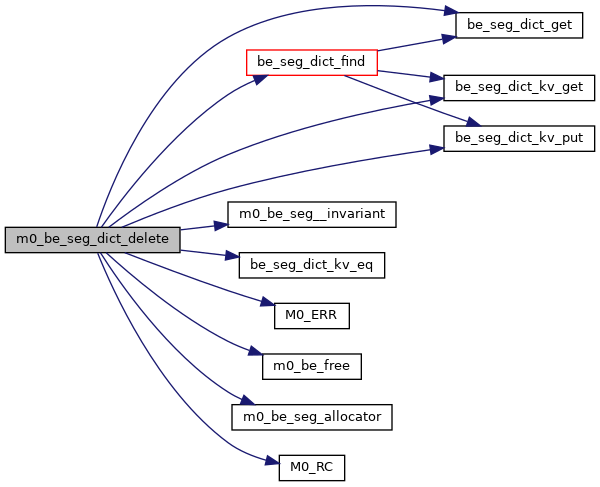 be_seg_dict_get
be_seg_dict_find
be_seg_dict_kv_get
be_seg_dict_kv_put
m0_be_seg__invariant
m0_be_seg_dict_delete
be_seg_dict_kv_eq
M0_ERR
m0_be_free
m0_be_seg_allocator
M0_RC